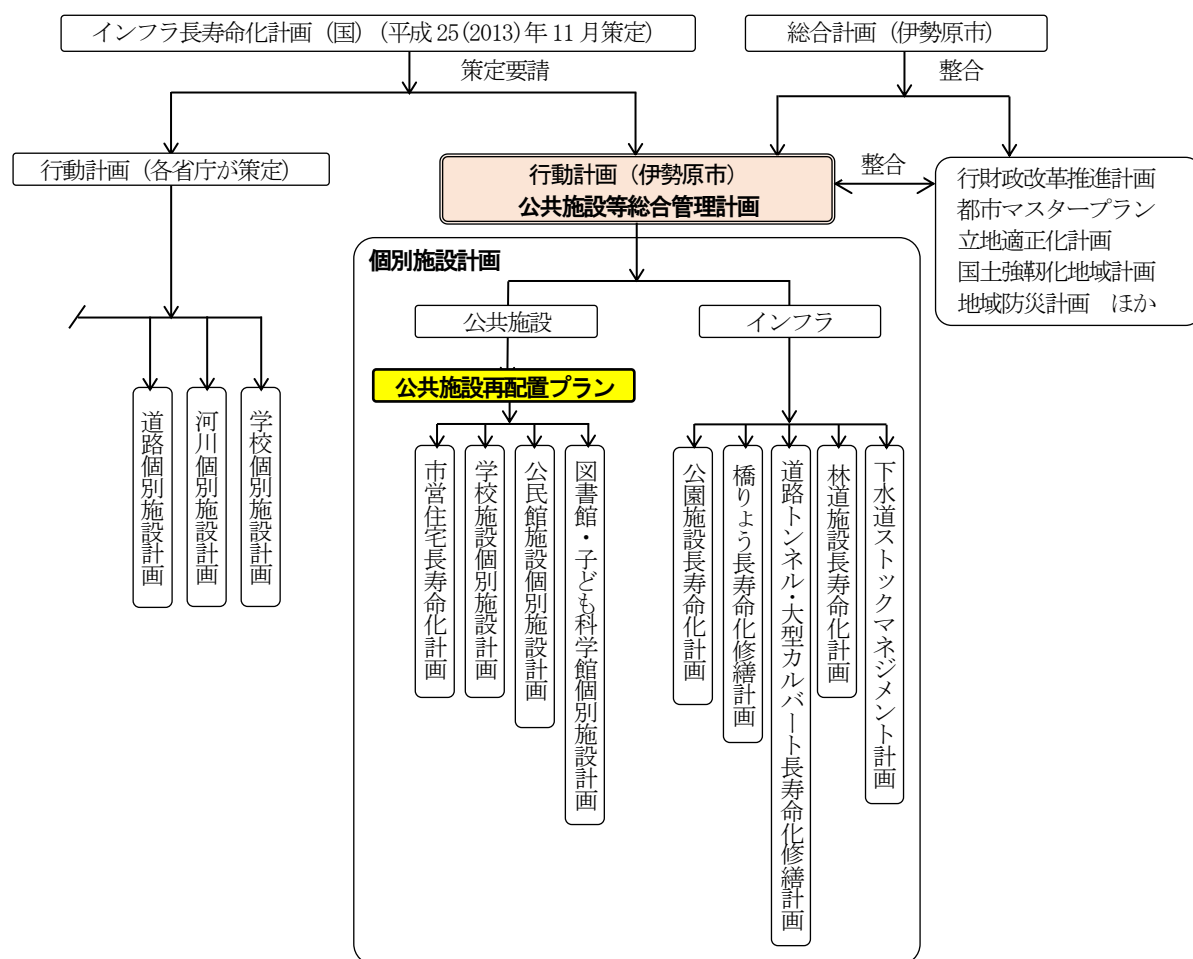 インフラ長寿命化計画（国）（平成25(2013)年11月策定）
総合計画（伊勢原市）
策定要請
整合
行動計画（各省庁が策定）
行動計画（伊勢原市）
公共施設等総合管理計画
整合
行財政改革推進計画
都市マスタープラン
立地適正化計画
国土強靭化地域計画
地域防災計画　ほか
個別施設計画
公共施設
インフラ
公共施設再配置プラン
道路個別施設計画
河川個別施設計画
学校個別施設計画
市営住宅長寿命化計画
学校施設個別施設計画
公民館施設個別施設計画
図書館・子ども科学館個別施設計画
公園施設長寿命化計画
橋りょう長寿命化修繕計画
道路トンネル・大型カルバート長寿命化修繕計画
林道施設長寿命化計画
下水道ストックマネジメント計画